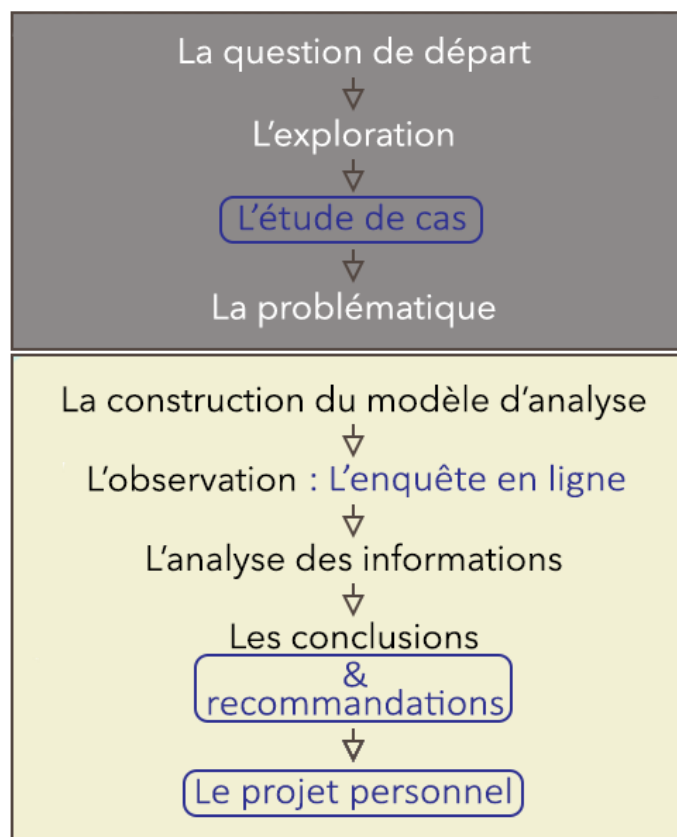 La question de départ
L'exploration
L'étude de cas
La problématique
La construction du modèle d'analyse
L'observation : L'enquête en ligne
L'analyse des informations
Les conclusions
&
recommandations
Le projet personnel